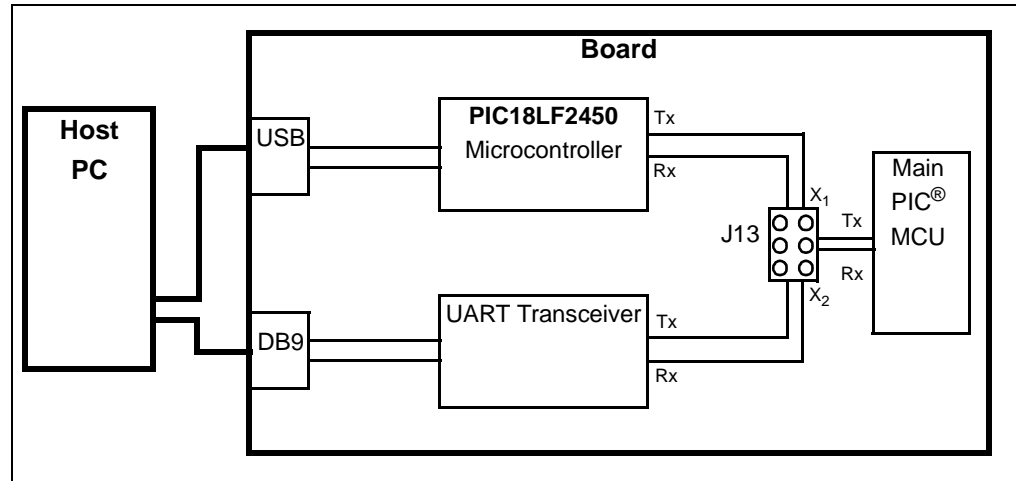 Board
Host
PC
USB
PIC18LF2450
Microcontroller
Tx
Rx
X1
J13
Tx
Rx
Main
PIC®
MCU
X2
DB9
UART Transceiver
Tx
Rx